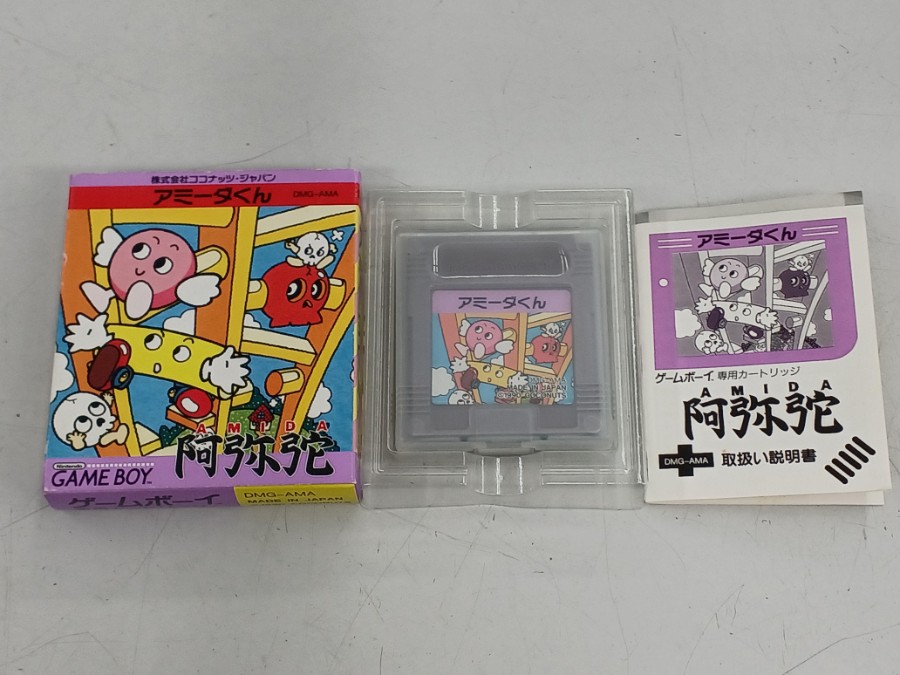 株式会社ココナッツ・ジャパン
アミータくん
DMG-AMA
AMIDA
阿弥陀
Nintendo
GAME BOY
TM
ゲームボーイ
DMG-AMA
MADE IN JAPAN
アミータくん
DMG-AMA
MADE IN JAPAN
アミータくん
ゲームボーイ 専用カートリッジ
AMIDA
阿弥陀
DMG-AMA
取扱い説明書